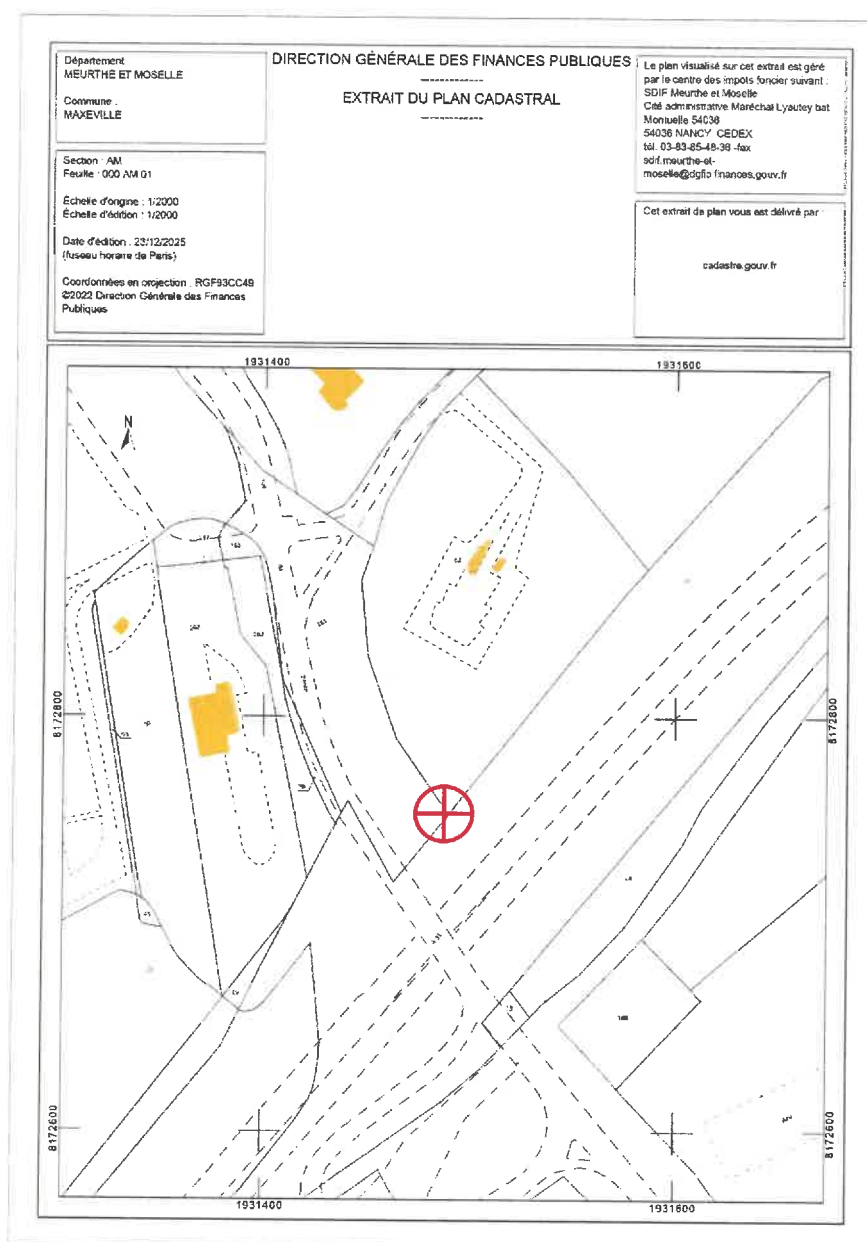 Département
MEURTHE ET MOSELLE
Commune :
MAXEVILLE
Section : AM
Feuille : 000 AM 01
Échelle d'origine : 1/2000
Échelle d'édition : 1/2000
Date d'édition : 23/12/2025
(fuseau horaire de Paris)
Coordonnées en projection : RGF93CC49
©2022 Direction Générale des Finances
Publiques
DIRECTION GÉNÉRALE DES FINANCES PUBLIQUES
------------
EXTRAIT DU PLAN CADASTRAL
------------
Le plan visualisé sur cet extrait est géré
par le centre des impôts foncier suivant :
SDIF Meurthe et Moselle
Cité administrative Maréchal Lyautey bat
Montuelle 54036
54036 NANCY CEDEX
tél. 03-83-85-48-36 -fax
sdif.meurthe-et-
moselle@dgfip.finances.gouv.fr
Cet extrait de plan vous est délivré par :
cadastre.gouv.fr
1931400
1931600
N
8172800
8172800
8172600
8172600
1931400
1931600